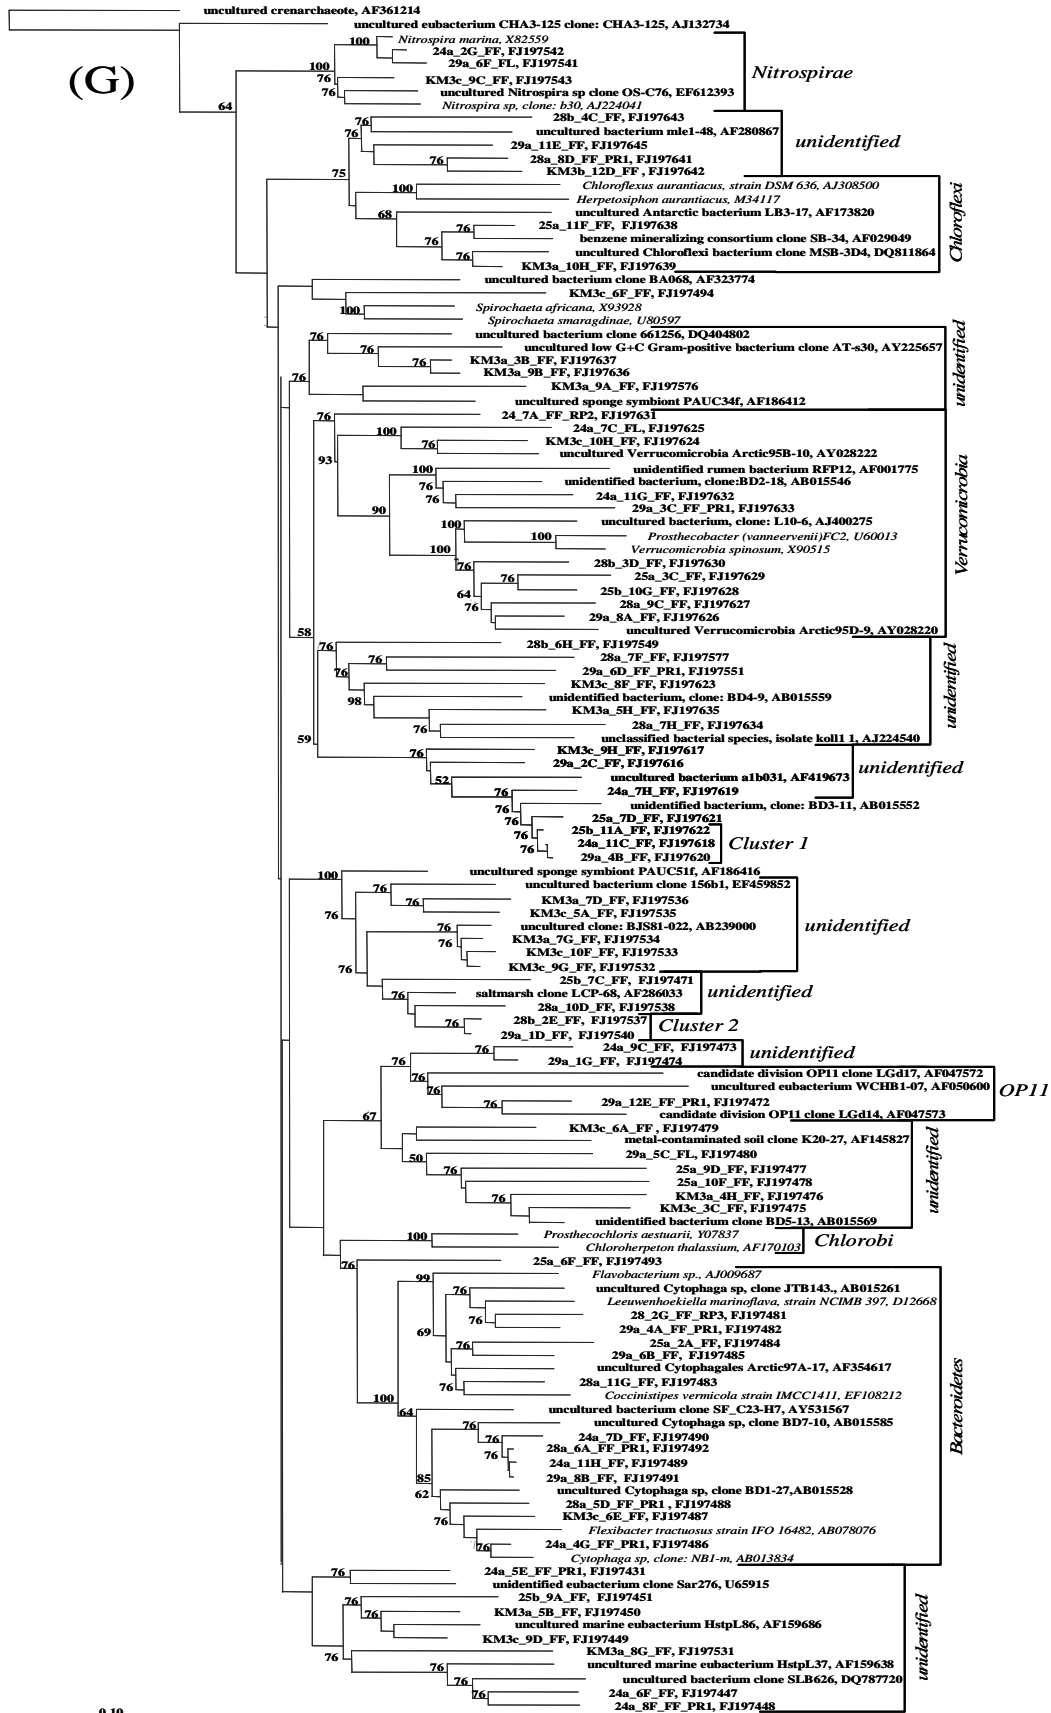 uncultured crenarchaeote, AF361214
uncultured eubacterium CHA3-125 clone: CHA3-125, AJ132734
(G)
100 Nitrospira marina, X82559
24a_2G_FF, FJ197542
100 29a_6F_FL, FJ197541
76 KM3c_9C_FF, FJ197543
Nitrospirae
76 uncultured Nitrospira sp clone OS-C76, EF612393
64 Nitrospira sp, clone: b30, AJ224041
76 28b_4C_FF, FJ197643
76 uncultured bacterium mle1-48, AF280867
29a_11E_FF, FJ197645
unidentified
76 28a_8D_FF_PR1, FJ197641
75 KM3b_12D_FF , FJ197642
100 Chloroflexus aurantiacus, strain DSM 636, AJ308500
Herpetosiphon aurantiacus, M34117
68 uncultured Antarctic bacterium LB3-17, AF173820
76 25a_11F_FF, FJ197638
76 benzene mineralizing consortium clone SB-34, AF029049
76 uncultured Chloroflexi bacterium clone MSB-3D4, DQ811864
KM3a_10H_FF, FJ197639
Chloroflexi
uncultured bacterium clone BA068, AF323774
KM3c_6F_FF, FJ197494
100 Spirochaeta africana, X93928
Spirochaeta smaragdinae, U80597
76 uncultured bacterium clone 661256, DQ404802
76 uncultured low G+C Gram-positive bacterium clone AT-s30, AY225657
KM3a_3B_FF, FJ197637
76 KM3a_9B_FF, FJ197636
76 KM3a_9A_FF, FJ197576
uncultured sponge symbiont PAUC34f, AF186412
unidentified
76 24_7A_FF_RP2, FJ197631
100 24a_7C_FL, FJ197625
76 KM3c_10H_FF, FJ197624
93 uncultured Verrucomicrobia Arctic95B-10, AY028222
100 unidentified rumen bacterium RFP12, AF001775
76 unidentified bacterium, clone:BD2-18, AB015546
76 24a_11G_FF, FJ197632
90 29a_3C_FF_PR1, FJ197633
100 uncultured bacterium, clone: L10-6, AJ400275
100 Prosthecobacter (vanneervenii)FC2, U60013
100 Verrucomicrobia spinosum, X90515
76 28b_3D_FF, FJ197630
76 25a_3C_FF, FJ197629
64 25b_10G_FF, FJ197628
76 28a_9C_FF, FJ197627
29a_8A_FF, FJ197626
58 uncultured Verrucomicrobia Arctic95D-9, AY028220
Verrucomicrobia
76 28b_6H_FF, FJ197549
76 28a_7F_FF, FJ197577
76 29a_6D_FF_PR1, FJ197551
KM3c_8F_FF, FJ197623
98 unidentified bacterium, clone: BD4-9, AB015559
KM3a_5H_FF, FJ197635
76 28a_7H_FF, FJ197634
59 unclassified bacterial species, isolate koll1 1, AJ224540
unidentified
76 KM3c_9H_FF, FJ197617
29a_2C_FF, FJ197616
unidentified
52 uncultured bacterium a1b031, AF419673
76 24a_7H_FF, FJ197619
76 unidentified bacterium, clone: BD3-11, AB015552
76 25a_7D_FF, FJ197621
76 25b_11A_FF, FJ197622
24a_11C_FF, FJ197618
Cluster 1
76 29a_4B_FF, FJ197620
100 uncultured sponge symbiont PAUC51f, AF186416
76 uncultured bacterium clone 156b1, EF459852
76 KM3a_7D_FF, FJ197536
76 KM3c_5A_FF, FJ197535
76 uncultured clone: BJS81-022, AB239000
76 KM3a_7G_FF, FJ197534
KM3c_10F_FF, FJ197533
76 KM3c_9G_FF, FJ197532
unidentified
25b_7C_FF, FJ197471
76 saltmarsh clone LCP-68, AF286033
unidentified
28a_10D_FF, FJ197538
76 28b_2E_FF, FJ197537
Cluster 2
29a_1D_FF, FJ197540
76 24a_9C_FF, FJ197473
unidentified
76 29a_1G_FF, FJ197474
76 candidate division OP11 clone LGd17, AF047572
76 uncultured eubacterium WCHB1-07, AF050600
76 29a_12E_FF_PR1, FJ197472
67 candidate division OP11 clone LGd14, AF047573
OP11
KM3c_6A_FF , FJ197479
metal-contaminated soil clone K20-27, AF145827
50 29a_5C_FL, FJ197480
76 25a_9D_FF, FJ197477
25a_10F_FF, FJ197478
76 KM3a_4H_FF, FJ197476
KM3c_3C_FF, FJ197475
unidentified bacterium clone BD5-13, AB015569
unidentified
100 Prosthecochloris aestuarii, Y07837
Chloroherpeton thalassium, AF170103
Chlorobi
76 25a_6F_FF, FJ197493
99 Flavobacterium sp., AJ009687
76 uncultured Cytophaga sp, clone JTB143., AB015261
Leeuwenhoekiella marinoflava, strain NCIMB 397, D12668
76 28_2G_FF_RP3, FJ197481
69 29a_4A_FF_PR1, FJ197482
76 25a_2A_FF, FJ197484
29a_6B_FF, FJ197485
uncultured Cytophagales Arctic97A-17, AF354617
76 28a_11G_FF, FJ197483
100 Coccinistipes vermicola strain IMCC1411, EF108212
64 uncultured bacterium clone SF_C23-H7, AY531567
76 uncultured Cytophaga sp, clone BD7-10, AB015585
76 24a_7D_FF, FJ197490
76 28a_6A_FF_PR1, FJ197492
24a_11H_FF, FJ197489
85 29a_8B_FF, FJ197491
62 uncultured Cytophaga sp, clone BD1-27,AB015528
28a_5D_FF_PR1 , FJ197488
76 KM3c_6E_FF, FJ197487
Flexibacter tractuosus strain IFO 16482, AB078076
76 24a_4G_FF_PR1, FJ197486
Cytophaga sp, clone: NB1-m, AB013834
Bacteroidetes
76 24a_5E_FF_PR1, FJ197431
unidentified eubacterium clone Sar276, U65915
76 25b_9A_FF, FJ197451
76 KM3a_5B_FF, FJ197450
uncultured marine eubacterium HstpL86, AF159686
KM3c_9D_FF, FJ197449
76 KM3a_8G_FF, FJ197531
76 uncultured marine eubacterium HstpL37, AF159638
76 uncultured bacterium clone SLB626, DQ787720
76 24a_6F_FF, FJ197447
24a_8F_FF_PR1, FJ197448
unidentified
0.10